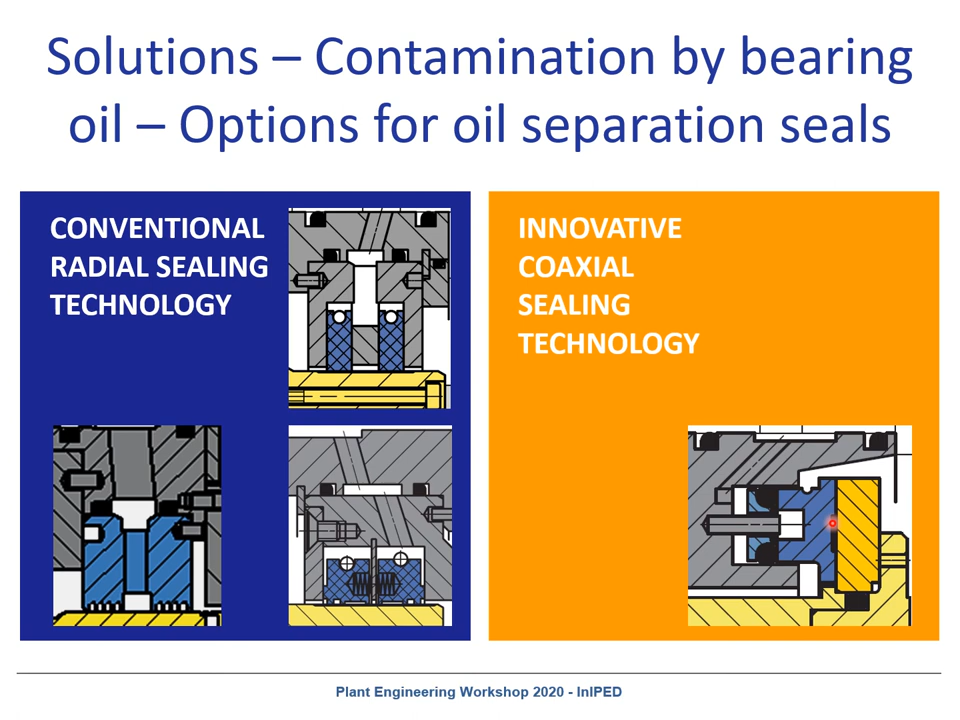 Solutions – Contamination by bearing
oil – Options for oil separation seals
CONVENTIONAL
RADIAL SEALING
TECHNOLOGY
INNOVATIVE
COAXIAL
SEALING
TECHNOLOGY
Plant Engineering Workshop 2020 - InIPED